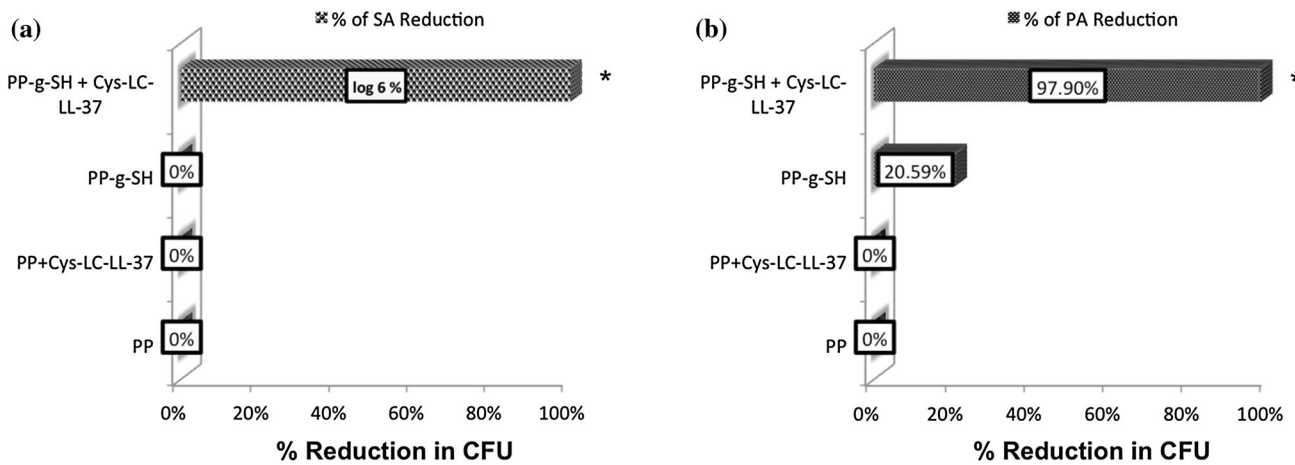 (a)
% of SA Reduction
PP-g-SH + Cys-LC-
LL-37
log 6 %
*
PP-g-SH
0%
PP+Cys-LC-LL-37
0%
PP
0%
0% 20% 40% 60% 80% 100%
% Reduction in CFU
(b)
% of PA Reduction
PP-g-SH + Cys-LC-
LL-37
97.90%
*
PP-g-SH
20.59%
PP+Cys-LC-LL-37
0%
PP
0%
0% 20% 40% 60% 80% 100%
% Reduction in CFU